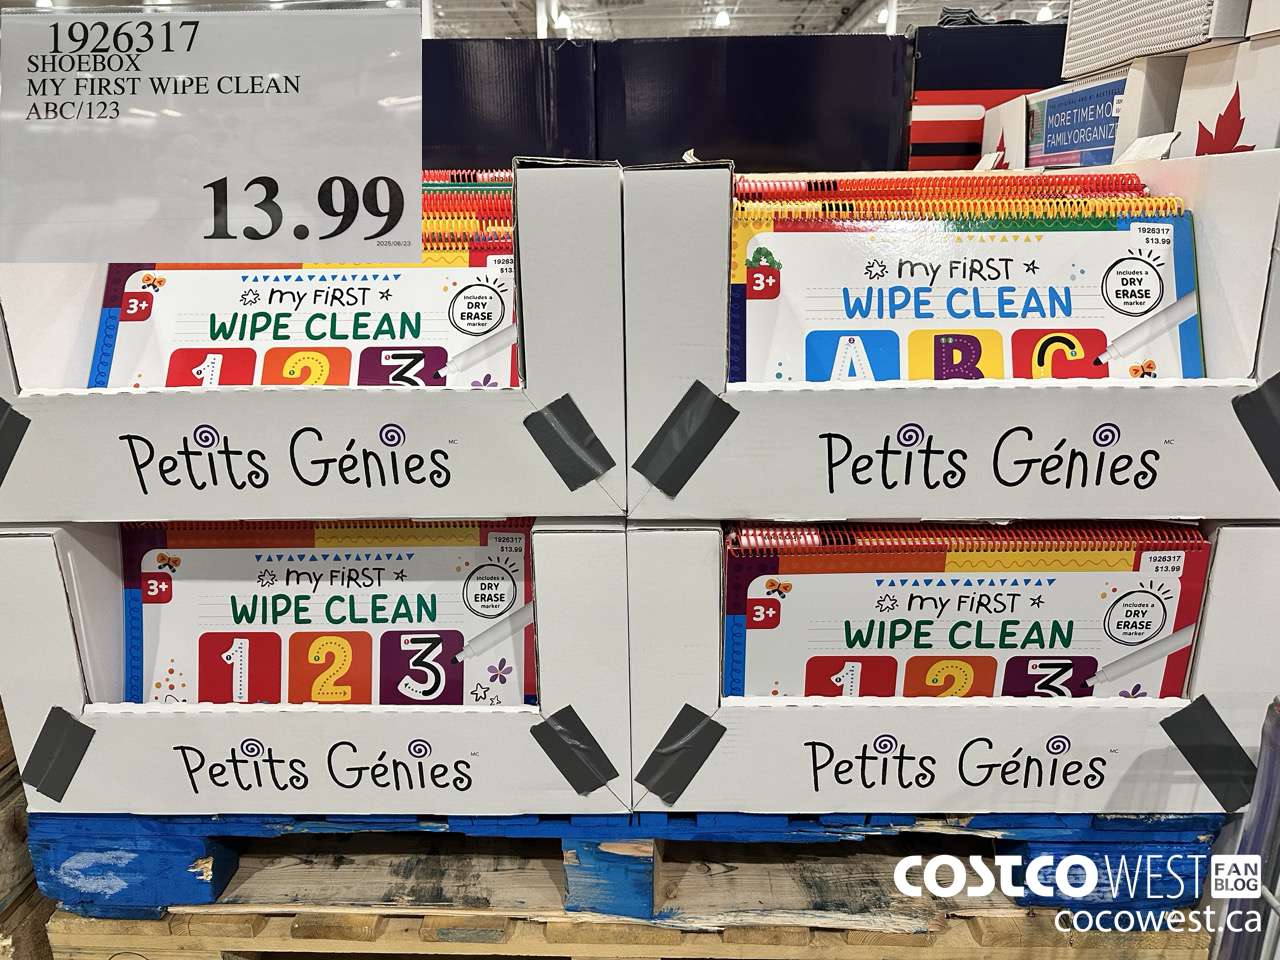 1926317
SHOEBOX
MY FIRST WIPE CLEAN
ABC/123
13.99
2025/06/23
MORE TIME MO
FAMILY ORGANIZ
3+
my FiRST
WIPE CLEAN
1 2 3
includes a
DRY
ERASE
marker
19263
$13.
Petits Génies MC
3+
my FiRST
WIPE CLEAN
A B C
includes a
DRY
ERASE
marker
1926317
$13.99
Petits Génies MC
3+
my FiRST
WIPE CLEAN
1 2 3
includes a
DRY
ERASE
marker
1926317
$13.99
Petits Génies MC
3+
my FiRST
WIPE CLEAN
1 2 3
includes a
DRY
ERASE
marker
1926317
$13.99
Petits Génies MC
COSTCO WEST FAN BLOG
cocowest.ca